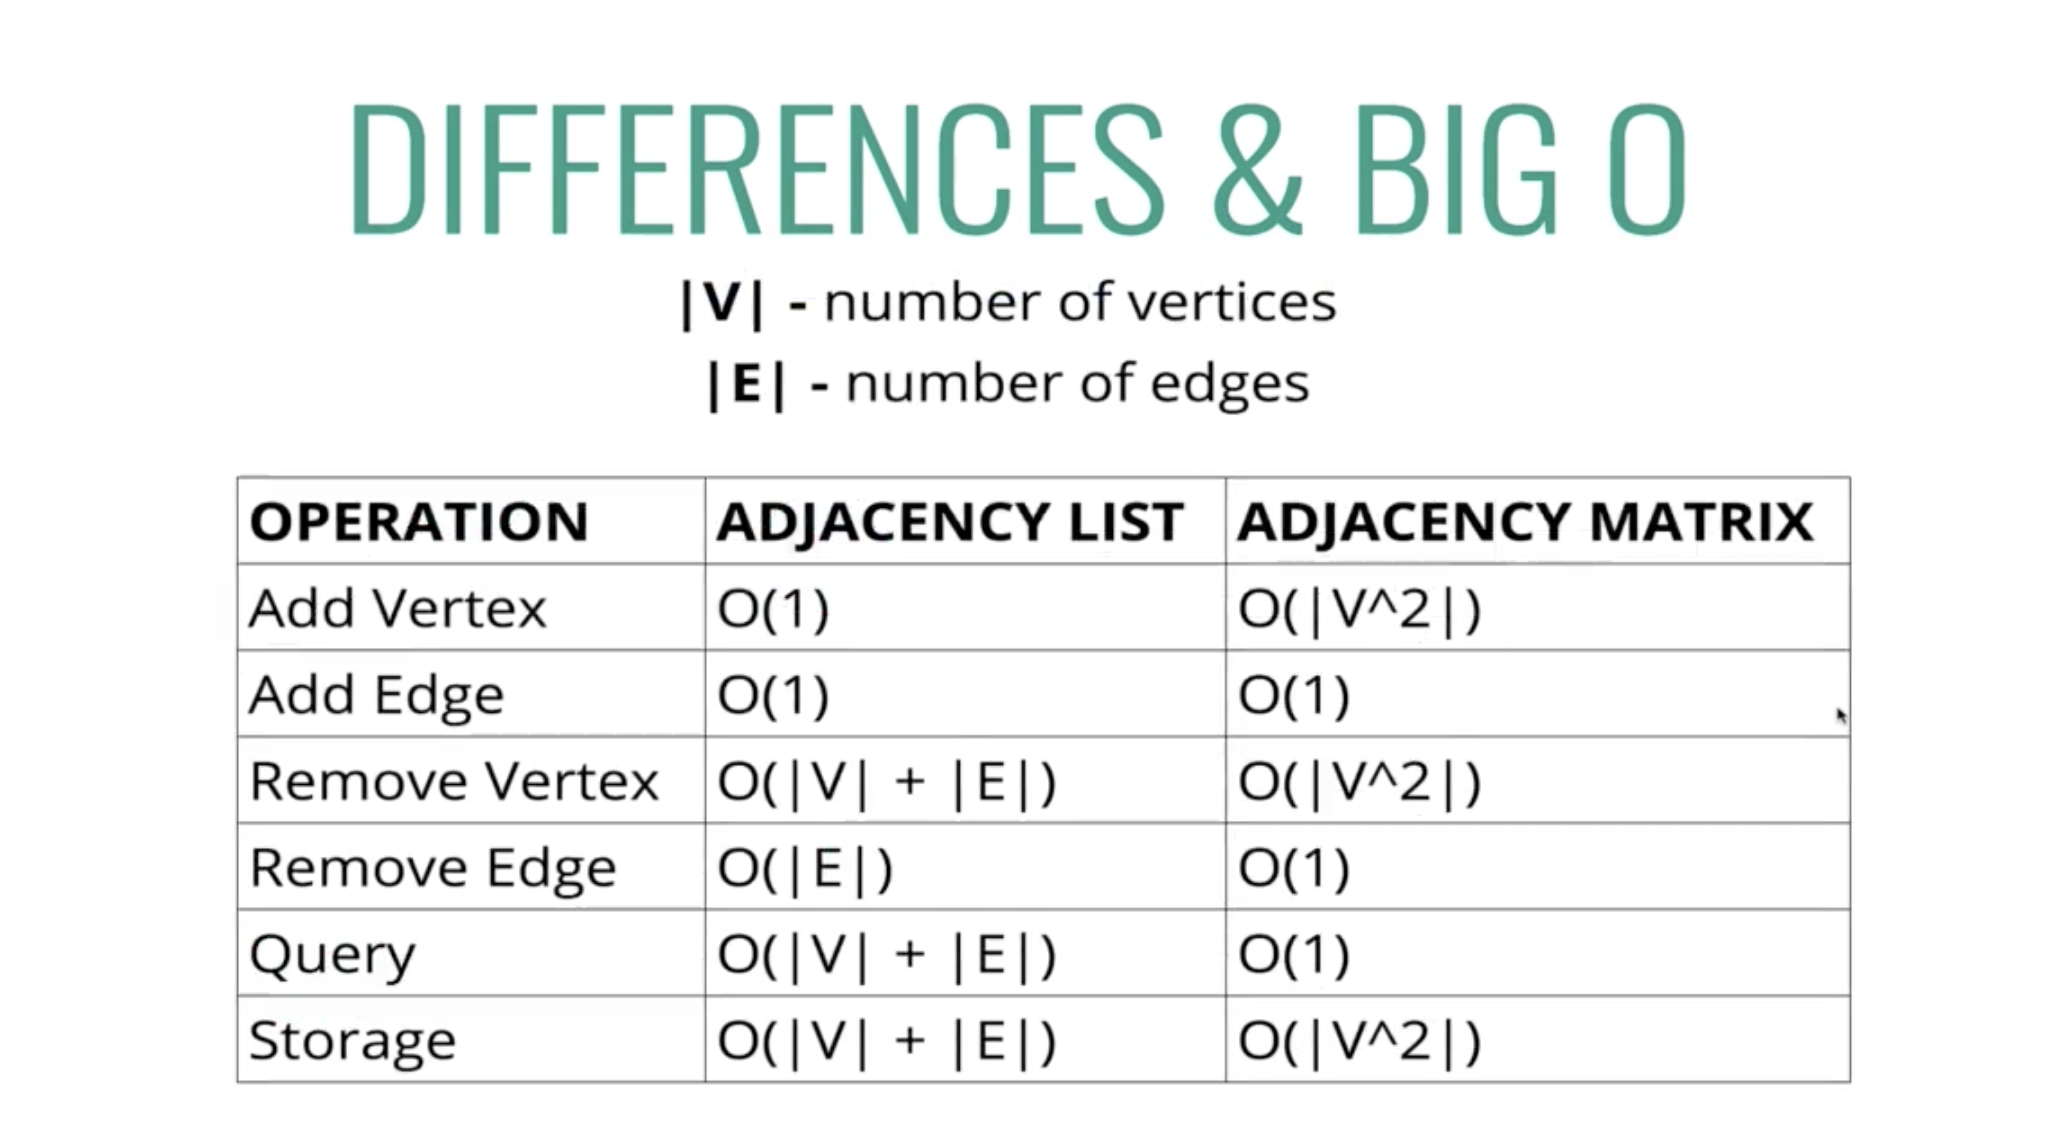 DIFFERENCES & BIG O
|V| - number of vertices
|E| - number of edges
OPERATION ADJACENCY LIST ADJACENCY MATRIX
Add Vertex O(1) O(|V^2|)
Add Edge O(1) O(1)
Remove Vertex O(|V| + |E|) O(|V^2|)
Remove Edge O(|E|) O(1)
Query O(|V| + |E|) O(1)
Storage O(|V| + |E|) O(|V^2|)